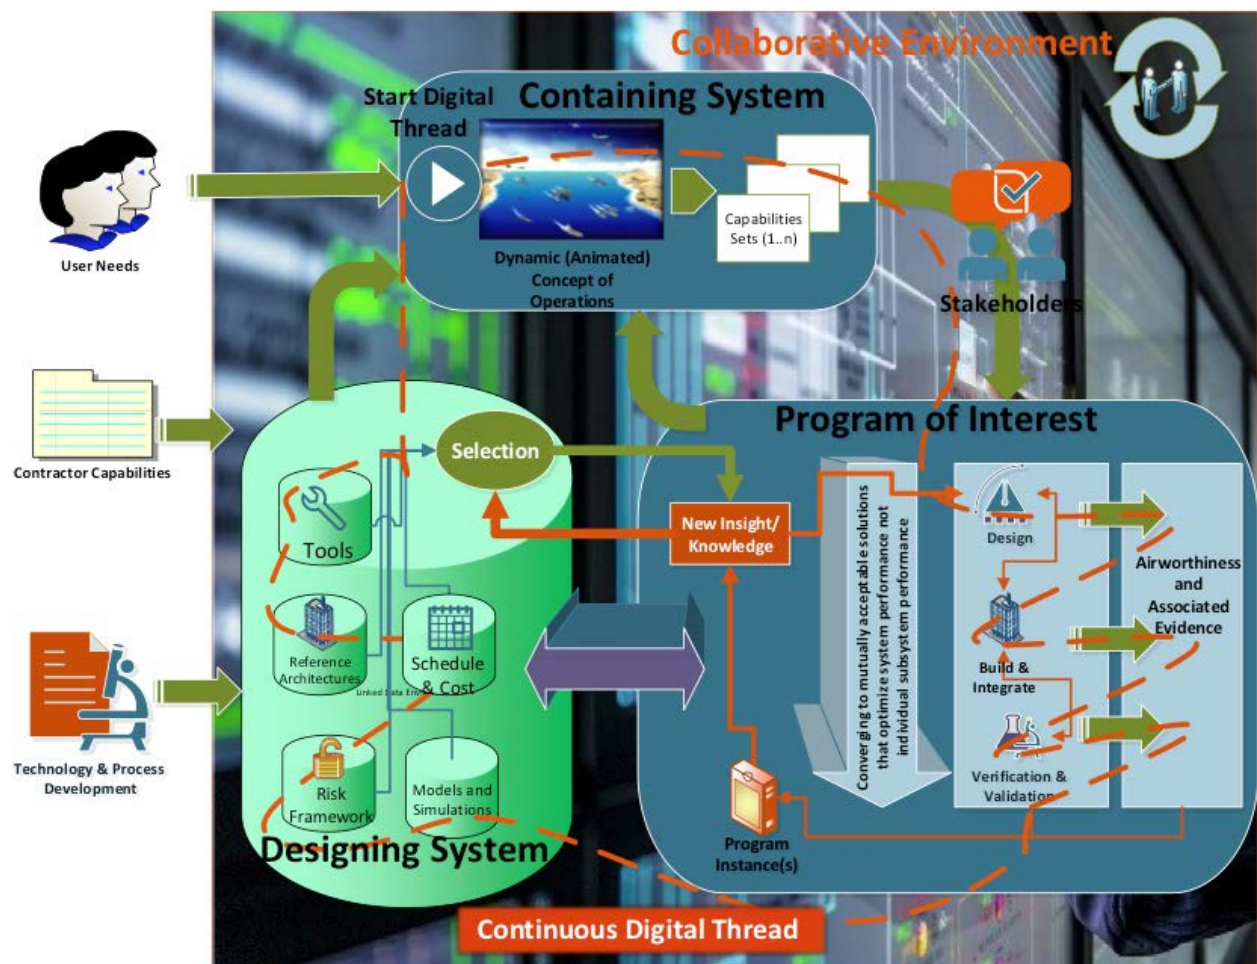 Collaborative Environment
Containing System
Start Digital
Thread
Capabilities
Sets (1..n)
Dynamic (Animated)
Concept of
Operations
User Needs
Stakeholders
Contractor Capabilities
Technology & Process
Development
Selection
Tools
Reference
Architectures
Schedule
& Cost
Linked Data Env
Risk
Framework
Models and
Simulations
Designing System
Program of Interest
New Insight/
Knowledge
Converging to mutually acceptable solutions
that optimize system performance not
individual subsystem performance
Design
Build &
Integrate
Verification &
Validation
Airworthiness
and
Associated
Evidence
Program
Instance(s)
Continuous Digital Thread